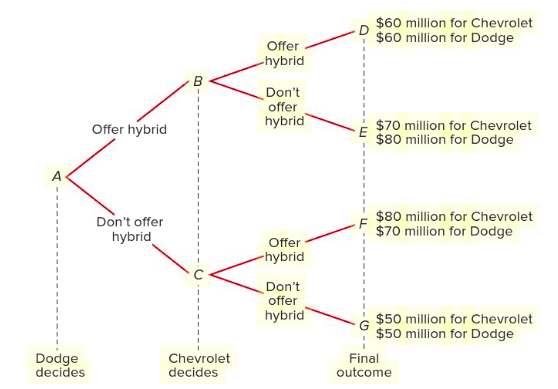 D
$60 million for Chevrolet
$60 million for Dodge
Offer
hybrid
B
Don't
offer
hybrid
E
$70 million for Chevrolet
$80 million for Dodge
Offer hybrid
A
Don't offer
hybrid
F
$80 million for Chevrolet
$70 million for Dodge
Offer
hybrid
C
Don't
offer
hybrid
G
$50 million for Chevrolet
$50 million for Dodge
Dodge
decides
Chevrolet
decides
Final
outcome